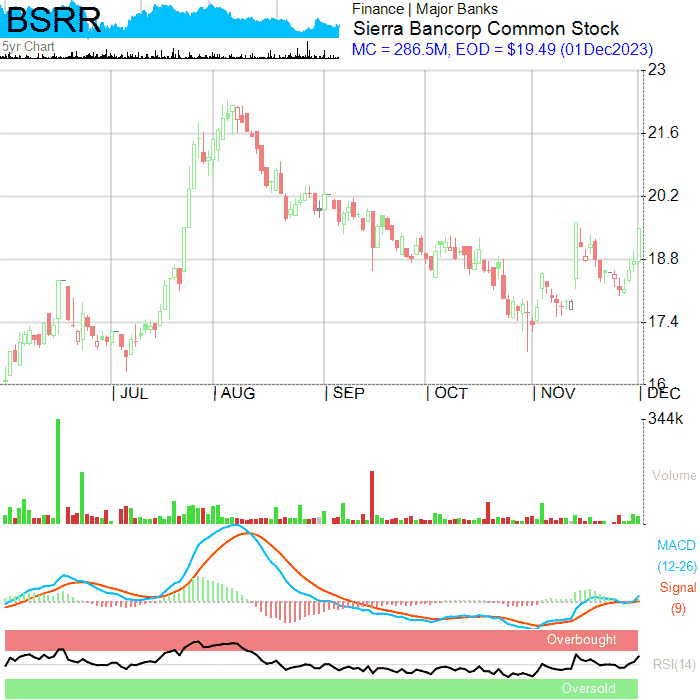 BSRR
5yr Chart
Finance | Major Banks
Sierra Bancorp Common Stock
MC = 286.5M, EOD = $19.49 (01Dec2023)
23
21.6
20.2
18.8
17.4
16
JUL AUG SEP OCT NOV DEC
344k
Volume
MACD
(12-26)
Signal
(9)
Overbought
RSI(14)
Oversold